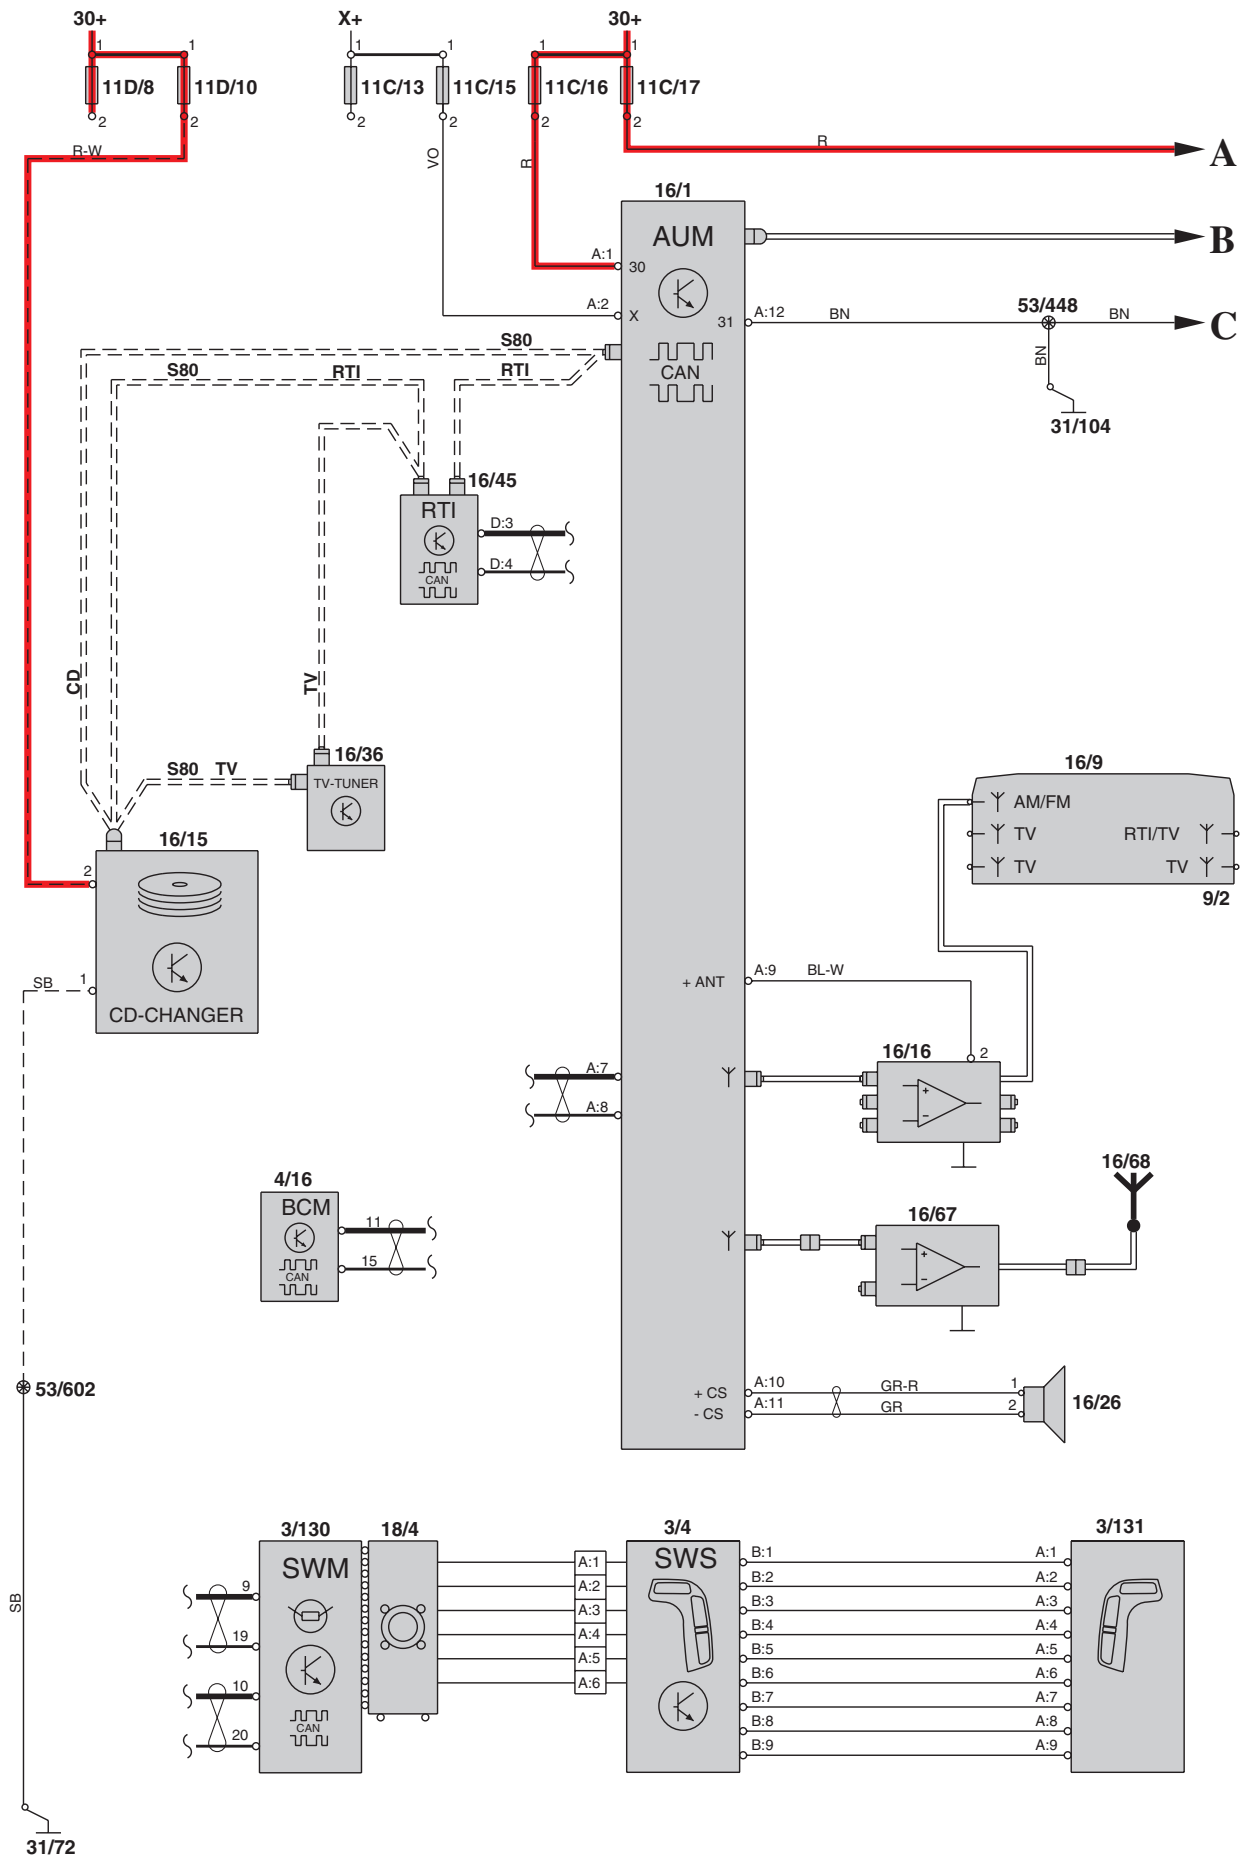 30+ X+ 30+
1 1 1 1 1 1
11D/8 11D/10 11C/13 11C/15 11C/16 11C/17
2 2 2 2 2 2
R-W VO R R A
16/1
AUM
B
A:1 30
A:2 X 31 A:12 BN 53/448 BN C
S80
S80 RTI RTI
CAN
BN
31/104
16/45
RTI
D:3
D:4
CAN
CD
TV
16/36
S80 TV TV-TUNER
16/15
2
1
SB
CD-CHANGER
16/9
AM/FM
TV RTI/TV
TV TV
9/2
+ ANT A:9 BL-W
16/16 2
+
-
A:7
A:8
4/16
BCM
11
15
CAN
16/68
16/67
+
-
53/602
+ CS A:10 GR-R 1
- CS A:11 GR 2
16/26
3/130 18/4 3/4 3/131
SWM SWS
9
19
10
20
CAN
A:1 B:1 A:1
A:2 B:2 A:2
A:3 B:3 A:3
A:4 B:4 A:4
A:5 B:5 A:5
A:6 B:6 A:6
B:7 A:7
B:8 A:8
B:9 A:9
SB
31/72